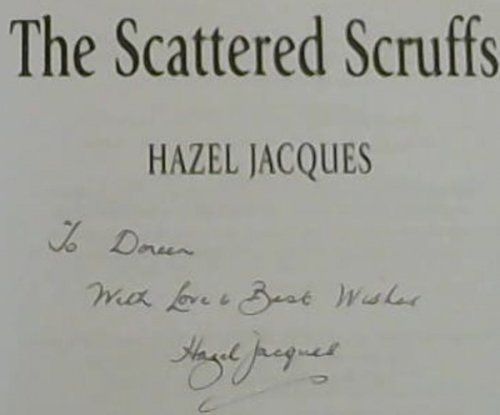 The Scattered Scruffs
HAZEL JACQUES
To Doreen
With Love & Best Wishes
Hazel Jacques